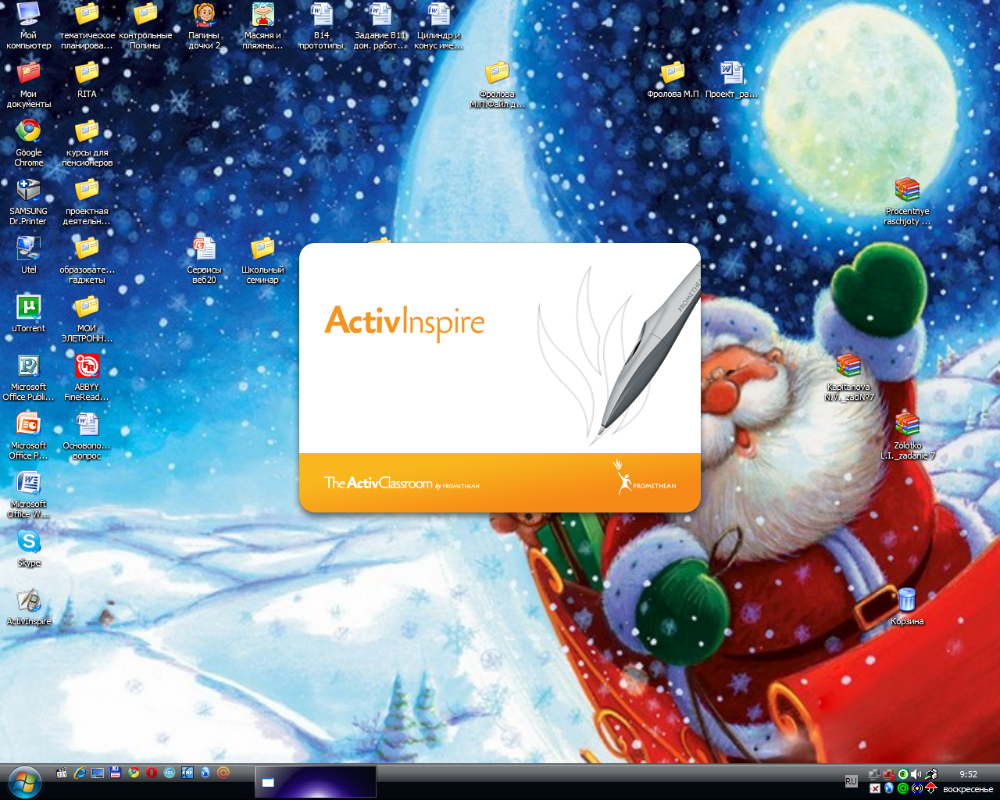 Мой
компьютер
тематическое
планирова...
контрольные
Полины
Папины
дочки 2
Масяня и
пляжны...
B14
прототипы
Задание B11
дом. работ...
Цилиндр и
конус име...
Мои
документы
RITA
Фролова
М.П.Файл д...
Фролова М.П
Проект_ра...
Google
Chrome
курсы для
пенсионеров
SAMSUNG
Dr.Printer
проектная
деятельн...
Procentnye
raschjoty ...
Utel
образовате...
гаджеты
Сервисы
веб20
Школьный
семинар
uTorrent
МОИ
ЭЛЕТРОНН...
ActivInspire
PROMETHEAN
Microsoft
Office Publi...
ABBYY
FineRead...
Kapitanova
N.V._zad№7
Microsoft
Office P...
Основопо...
вопрос
Zolotko
L.I._zadanie 7
The ActivClassroom by PROMETHEAN
PROMETHEAN
Microsoft
Office W...
Skype
ActivInspire
Корзина
RU
9:52
воскресенье